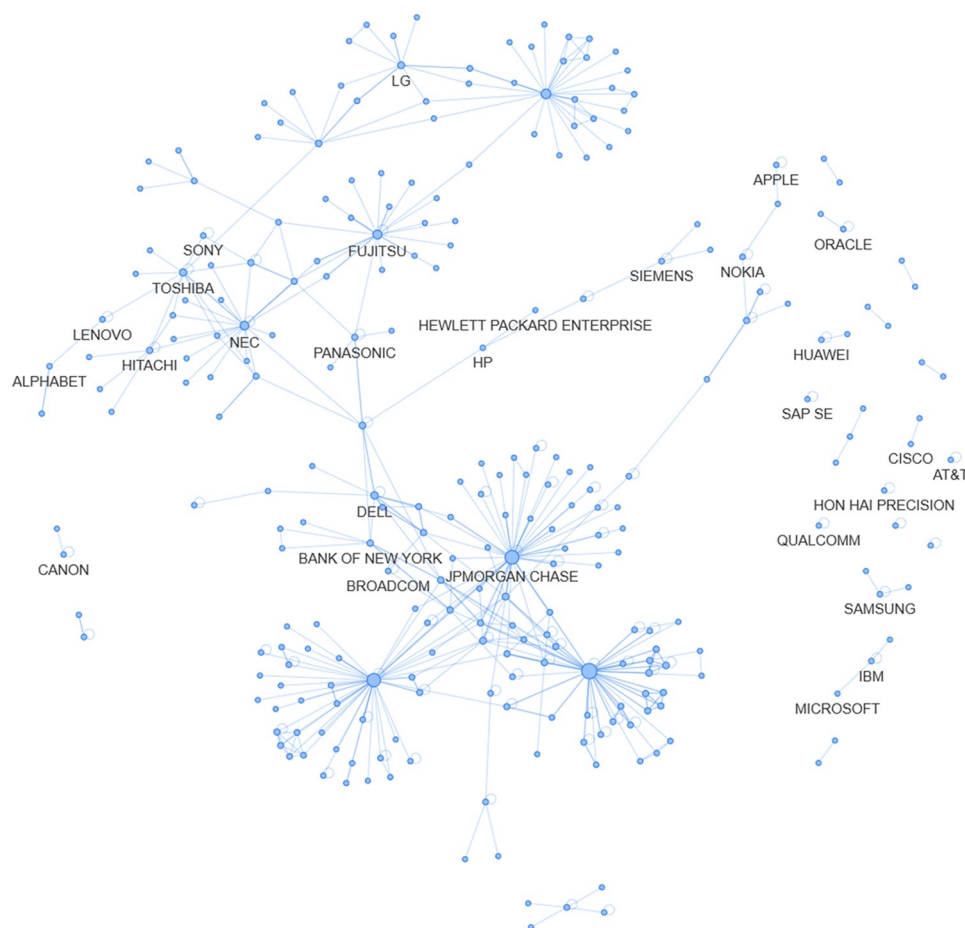 LG
APPLE
SONY
FUJITSU
ORACLE
SIEMENS
NOKIA
TOSHIBA
HEWLETT PACKARD ENTERPRISE
LENOVO
NEC
PANASONIC
HUAWEI
HITACHI
HP
ALPHABET
SAP SE
CISCO
AT&T
HON HAI PRECISION
DELL
QUALCOMM
BANK OF NEW YORK
CANON
JPMORGAN CHASE
BROADCOM
SAMSUNG
IBM
MICROSOFT